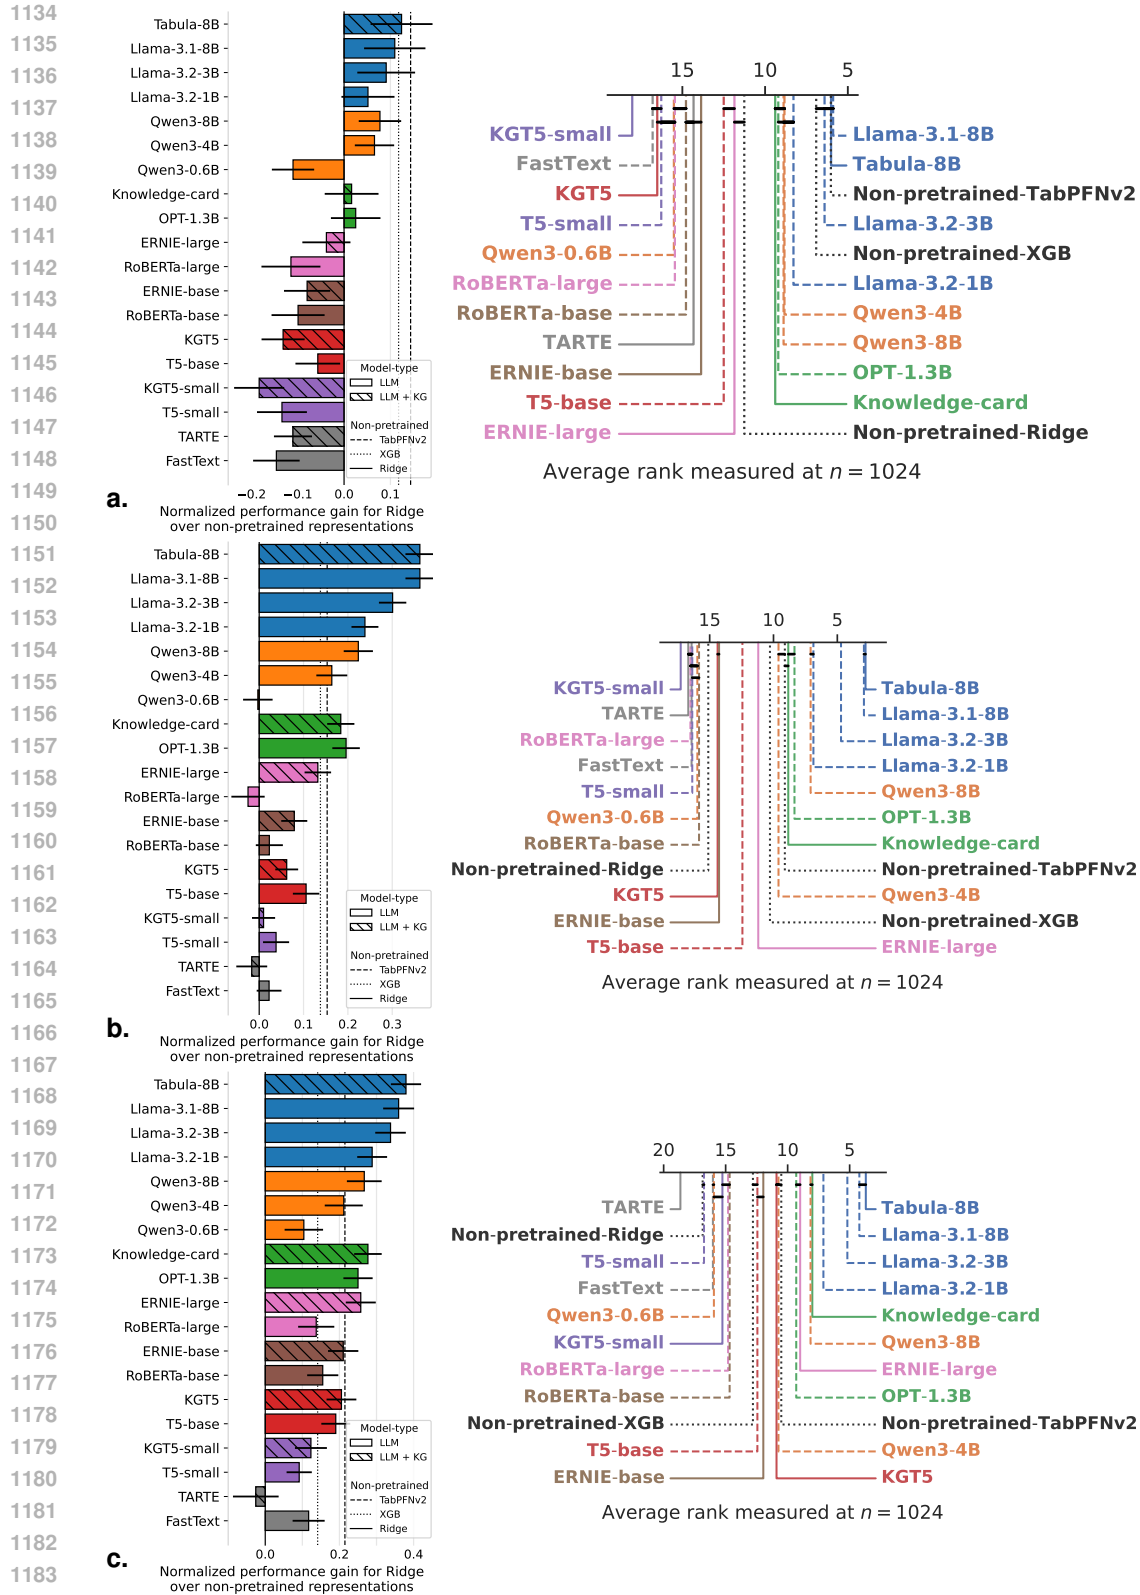 1134
1135
1136
1137
1138
1139
1140
1141
1142
1143
1144
1145
1146
1147
1148
1149
1150
1151
1152
1153
1154
1155
1156
1157
1158
1159
1160
1161
1162
1163
1164
1165
1166
1167
1168
1169
1170
1171
1172
1173
1174
1175
1176
1177
1178
1179
1180
1181
1182
1183
Tabula-8B
Llama-3.1-8B
Llama-3.2-3B
Llama-3.2-1B
Qwen3-8B
Qwen3-4B
Qwen3-0.6B
Knowledge-card
OPT-1.3B
ERNIE-large
RoBERTa-large
ERNIE-base
RoBERTa-base
KGT5
T5-base
KGT5-small
T5-small
TARTE
FastText
Model-type
LLM
LLM + KG
Non-pretrained
TabPFNv2
XGB
Ridge
−0.2 −0.1 0.0 0.1
a.
Normalized performance gain for Ridge
over non-pretrained representations
15 10 5
KGT5-small
FastText
KGT5
T5-small
Qwen3-0.6B
RoBERTa-large
RoBERTa-base
TARTE
ERNIE-base
T5-base
ERNIE-large
Llama-3.1-8B
Tabula-8B
Non-pretrained-TabPFNv2
Llama-3.2-3B
Non-pretrained-XGB
Llama-3.2-1B
Qwen3-4B
Qwen3-8B
OPT-1.3B
Knowledge-card
Non-pretrained-Ridge
Average rank measured at n = 1024
Tabula-8B
Llama-3.1-8B
Llama-3.2-3B
Llama-3.2-1B
Qwen3-8B
Qwen3-4B
Qwen3-0.6B
Knowledge-card
OPT-1.3B
ERNIE-large
RoBERTa-large
ERNIE-base
RoBERTa-base
KGT5
T5-base
KGT5-small
T5-small
TARTE
FastText
Model-type
LLM
LLM + KG
Non-pretrained
TabPFNv2
XGB
Ridge
0.0 0.1 0.2 0.3
b.
Normalized performance gain for Ridge
over non-pretrained representations
15 10 5
KGT5-small
TARTE
RoBERTa-large
FastText
T5-small
Qwen3-0.6B
RoBERTa-base
Non-pretrained-Ridge
KGT5
ERNIE-base
T5-base
Tabula-8B
Llama-3.1-8B
Llama-3.2-3B
Llama-3.2-1B
Qwen3-8B
OPT-1.3B
Knowledge-card
Non-pretrained-TabPFNv2
Qwen3-4B
Non-pretrained-XGB
ERNIE-large
Average rank measured at n = 1024
Tabula-8B
Llama-3.1-8B
Llama-3.2-3B
Llama-3.2-1B
Qwen3-8B
Qwen3-4B
Qwen3-0.6B
Knowledge-card
OPT-1.3B
ERNIE-large
RoBERTa-large
ERNIE-base
RoBERTa-base
KGT5
T5-base
KGT5-small
T5-small
TARTE
FastText
Model-type
LLM
LLM + KG
Non-pretrained
TabPFNv2
XGB
Ridge
0.0 0.2 0.4
c.
Normalized performance gain for Ridge
over non-pretrained representations
20 15 10 5
TARTE
Non-pretrained-Ridge
T5-small
FastText
Qwen3-0.6B
KGT5-small
RoBERTa-large
RoBERTa-base
Non-pretrained-XGB
T5-base
ERNIE-base
Tabula-8B
Llama-3.1-8B
Llama-3.2-3B
Llama-3.2-1B
Knowledge-card
Qwen3-8B
ERNIE-large
OPT-1.3B
Non-pretrained-TabPFNv2
Qwen3-4B
KGT5
Average rank measured at n = 1024